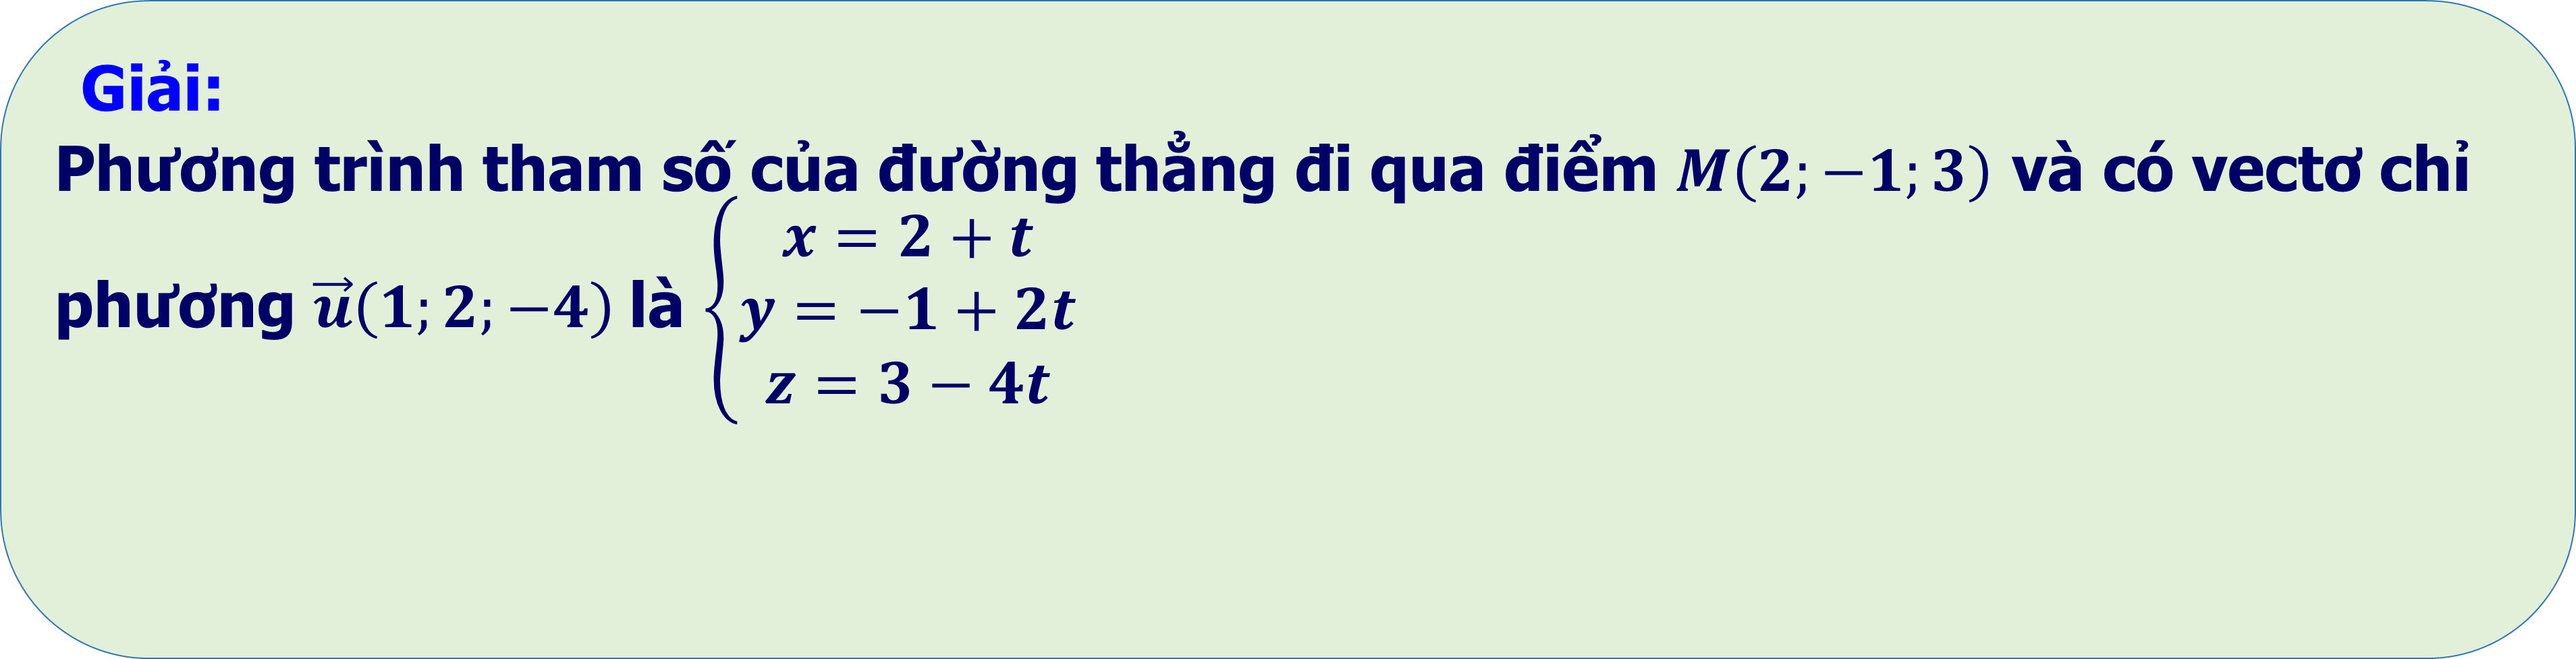 Giải:
Phương trình tham số của đường thẳng đi qua điểm M(2; −1; 3) và có vectơ chỉ
phương u⃗(1; 2; −4) là { x = 2 + t
y = −1 + 2t
z = 3 − 4t